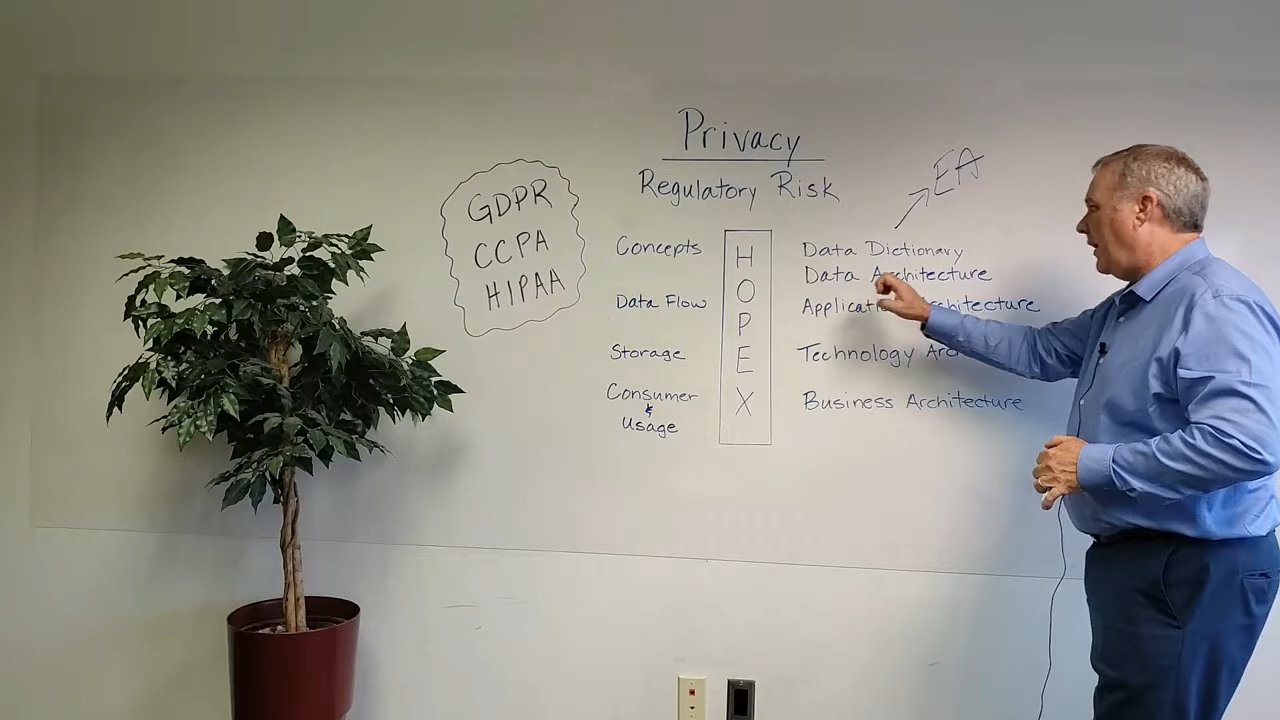 Privacy
Regulatory Risk
EA
GDPR
CCPA
HIPAA
Concepts
Data Flow
Storage
Consumer
&
Usage
H
O
P
E
X
Data Dictionary
Data Architecture
Technology
Business Architecture